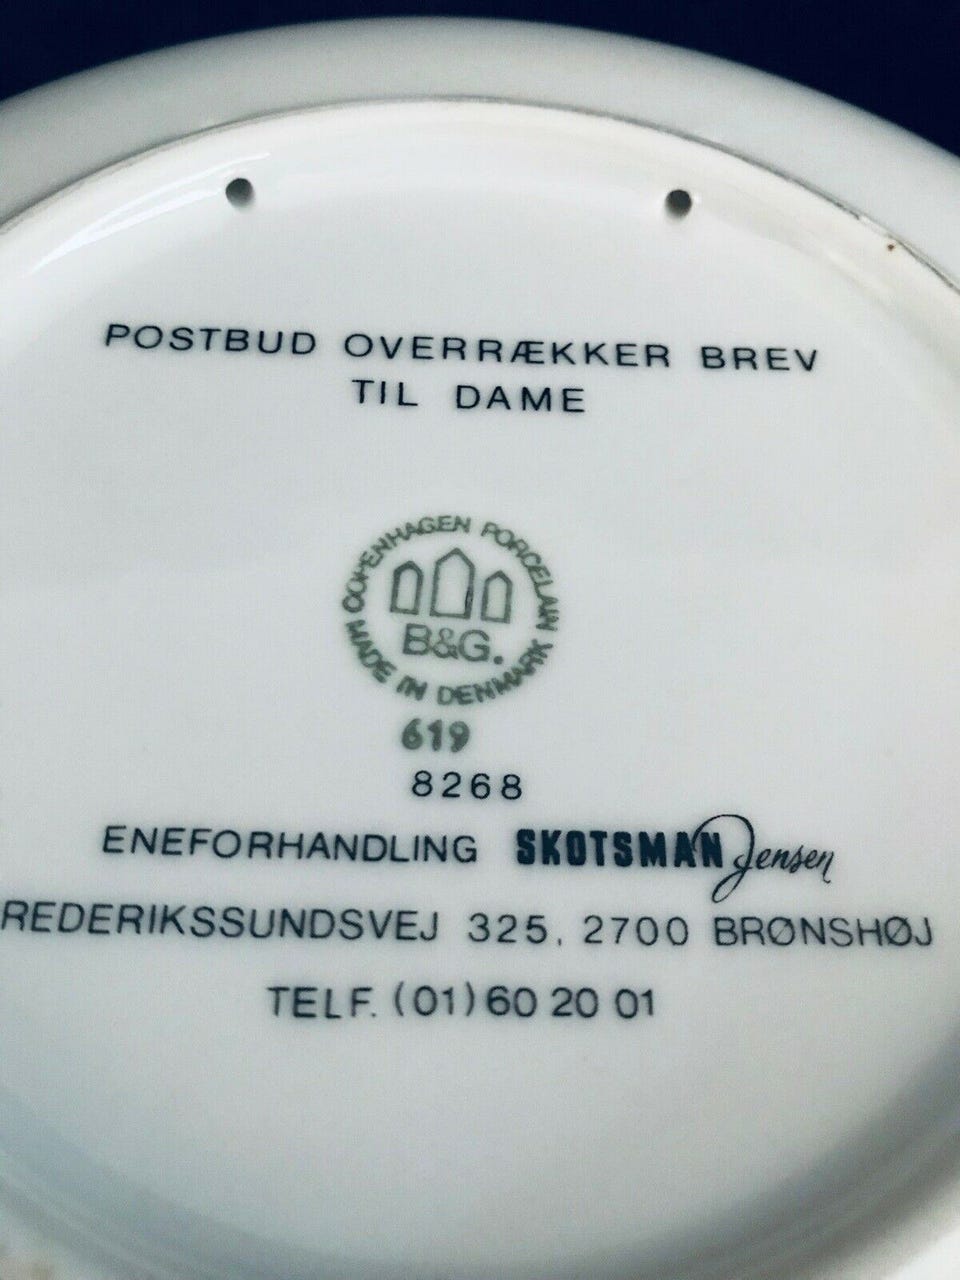 POSTBUD OVERRÆKKER BREV
TIL DAME
COPENHAGEN PORCELAIN
B&G.
MADE IN DENMARK
619
8268
ENEFORHANDLING SKOTSMAN Jensen
REDERIKSSUNDSVEJ 325, 2700 BRØNSHØJ
TELF. (01) 60 20 01